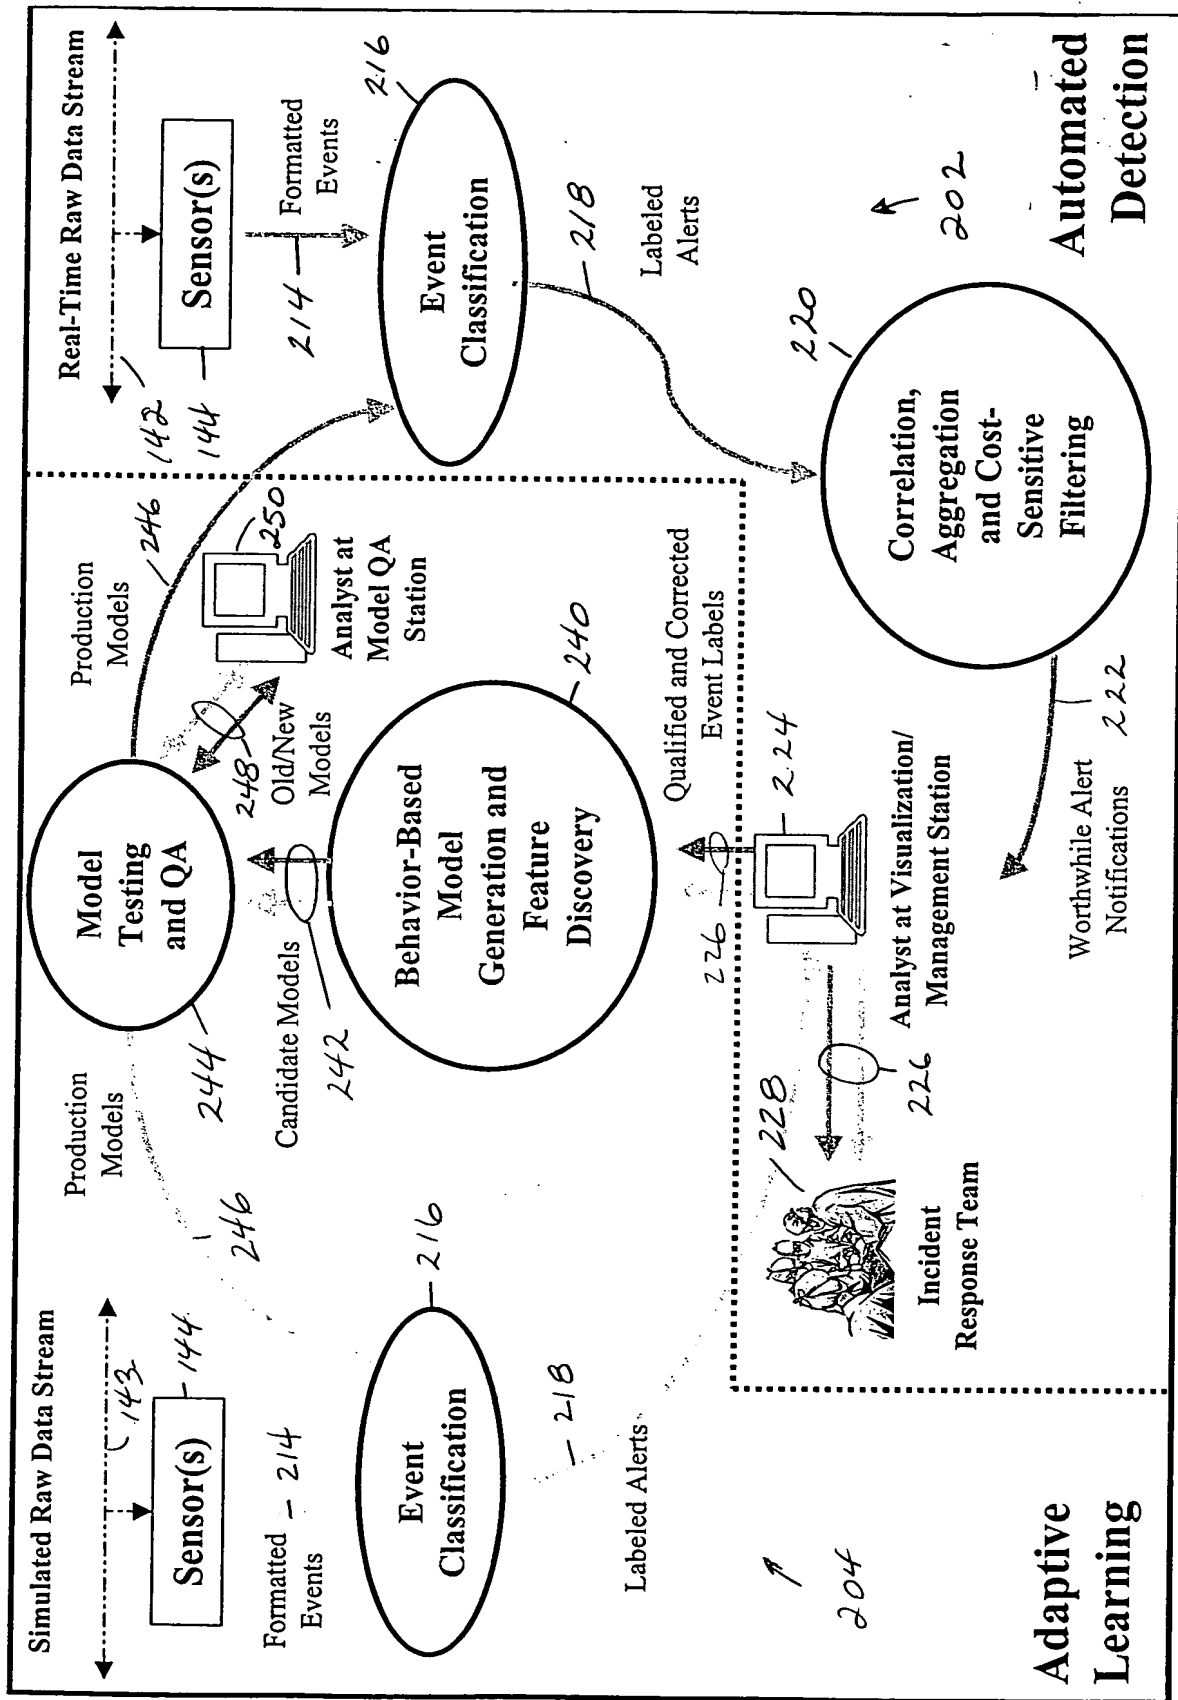 Simulated Raw Data Stream
143
144
Sensor(s)
Formatted
Events
214
Event
Classification
216
218
Labeled Alerts
204
Adaptive
Learning
Production
Models
246
Model
Testing
and QA
244
Candidate Models
242
Behavior-Based
Model
Generation and
Feature
Discovery
240
248
Old/New
Models
Production
Models
246
250
Analyst at
Model QA
Station
Qualified and Corrected
Event Labels
226
224
Analyst at Visualization/
Management Station
226
228
Incident
Response Team
Worthwhile Alert
Notifications
222
Real-Time Raw Data Stream
142
144
Sensor(s)
214
Formatted
Events
216
Event
Classification
218
Labeled
Alerts
220
Correlation,
Aggregation
and Cost-
Sensitive
Filtering
202
Automated
Detection